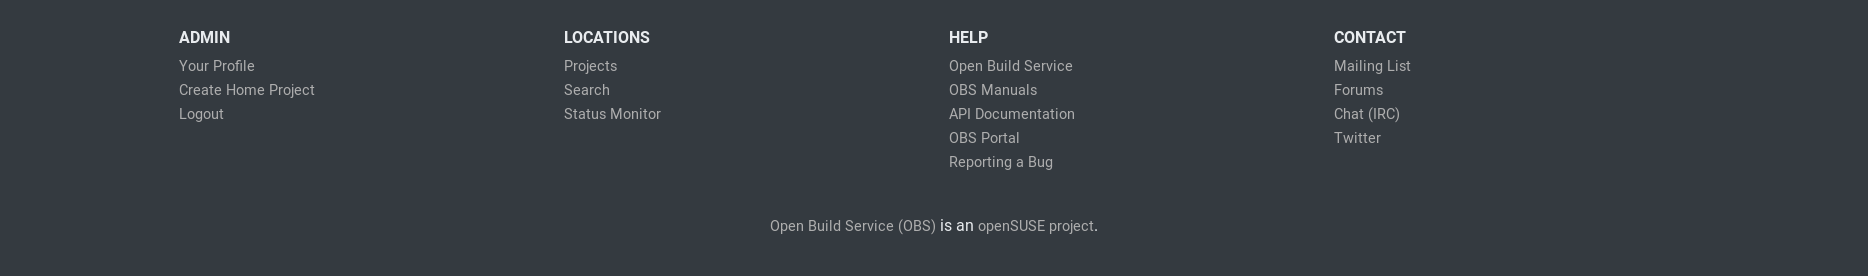 ADMIN
Your Profile
Create Home Project
Logout
LOCATIONS
Projects
Search
Status Monitor
HELP
Open Build Service
OBS Manuals
API Documentation
OBS Portal
Reporting a Bug
CONTACT
Mailing List
Forums
Chat (IRC)
Twitter
Open Build Service (OBS) is an openSUSE project.